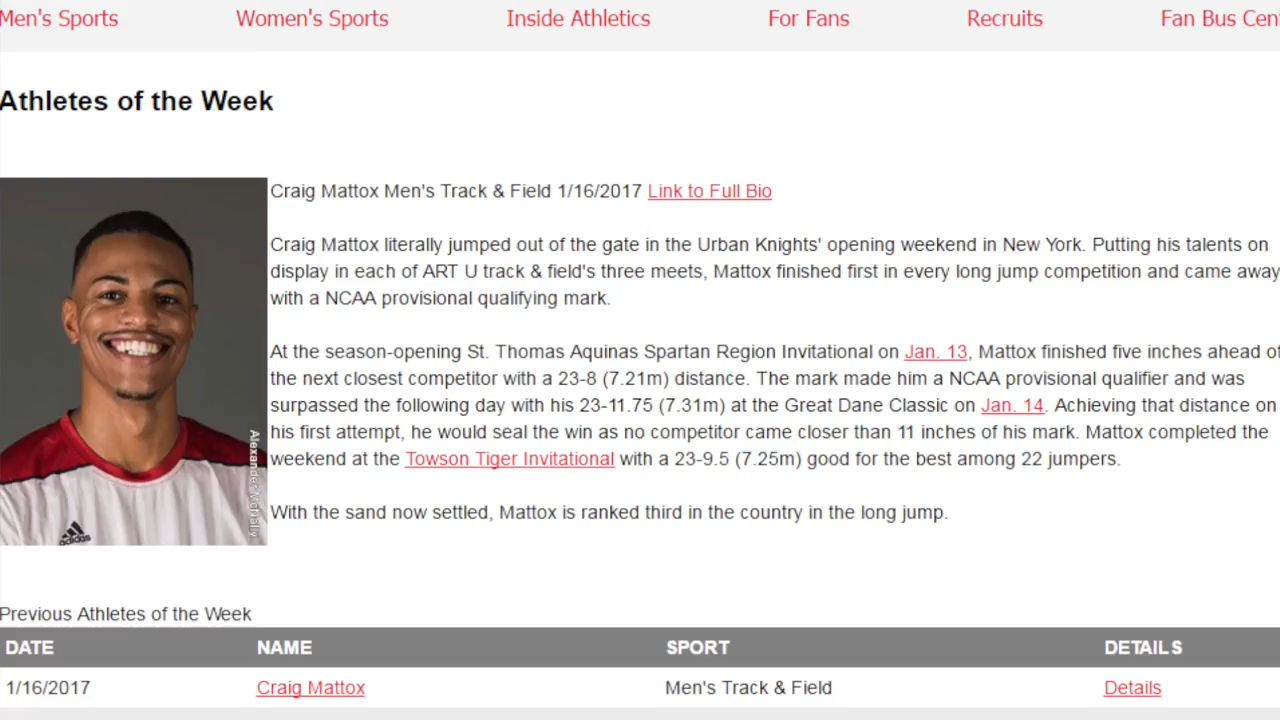 Men's Sports Women's Sports Inside Athletics For Fans Recruits Fan Bus Cen
Athletes of the Week
Craig Mattox Men's Track & Field 1/16/2017 Link to Full Bio
Craig Mattox literally jumped out of the gate in the Urban Knights' opening weekend in New York. Putting his talents on
display in each of ART U track & field's three meets, Mattox finished first in every long jump competition and came away
with a NCAA provisional qualifying mark.
At the season-opening St. Thomas Aquinas Spartan Region Invitational on Jan. 13, Mattox finished five inches ahead of
the next closest competitor with a 23-8 (7.21m) distance. The mark made him a NCAA provisional qualifier and was
surpassed the following day with his 23-11.75 (7.31m) at the Great Dane Classic on Jan. 14. Achieving that distance on
his first attempt, he would seal the win as no competitor came closer than 11 inches of his mark. Mattox completed the
weekend at the Towson Tiger Invitational with a 23-9.5 (7.25m) good for the best among 22 jumpers.
With the sand now settled, Mattox is ranked third in the country in the long jump.
Alexander McNally
adidas
Previous Athletes of the Week
DATE NAME SPORT DETAILS
1/16/2017 Craig Mattox Men's Track & Field Details